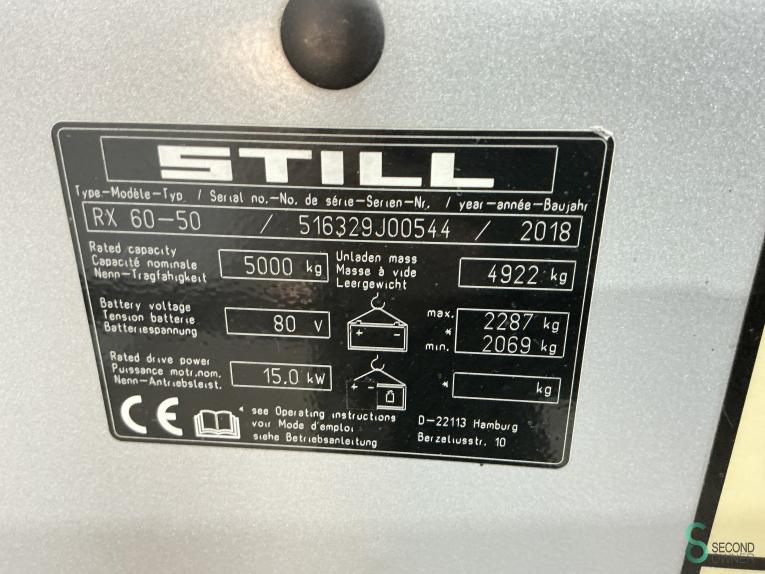 STILL
Type-Modèle-Typ / Serial no.-No. de série-Serien-Nr. / year-année-Baujahr
RX 60-50 / 516329J00544 / 2018
Rated capacity
Capacité nominale
Nenn-Tragfähigkeit
5000 kg
Unladen mass
Masse à vide
Leergewicht
4922 kg
Battery voltage
Tension batterie
Batteriespannung
80 V
+ -
max. 2287 kg
*
min. 2069 kg
Rated drive power
Puissance motr.nom.
Nenn-Antriebsleist.
15.0 kW
+ -
* kg
CE
* see Operating instructions
voir Mode d'emploi
siehe Betriebsanleitung
D-22113 Hamburg
Berzeliusstr. 10
SECOND
OWNER